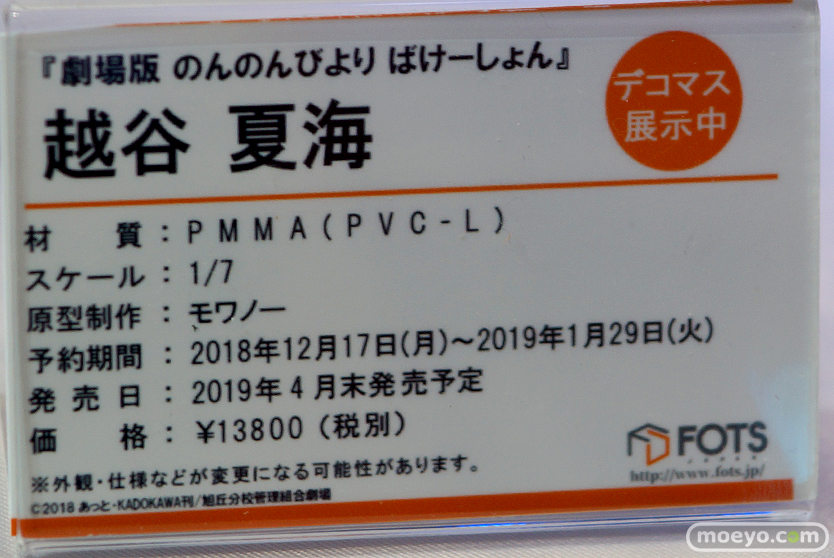 『劇場版 のんのんびより ばけーしょん』
デコマス
展示中
越谷 夏海
材質：PMMA(PVC-L)
スケール：1/7
原型制作：モワノー
予約期間：2018年12月17日(月)～2019年1月29日(火)
発売日：2019年4月末発売予定
価格：¥13800（税別）
※外観・仕様などが変更になる可能性があります。
©2018 あっと・KADOKAWA刊/旭丘分校管理組合劇場
FOTS
JAPAN
http://www.fots.jp/
moeyo.com